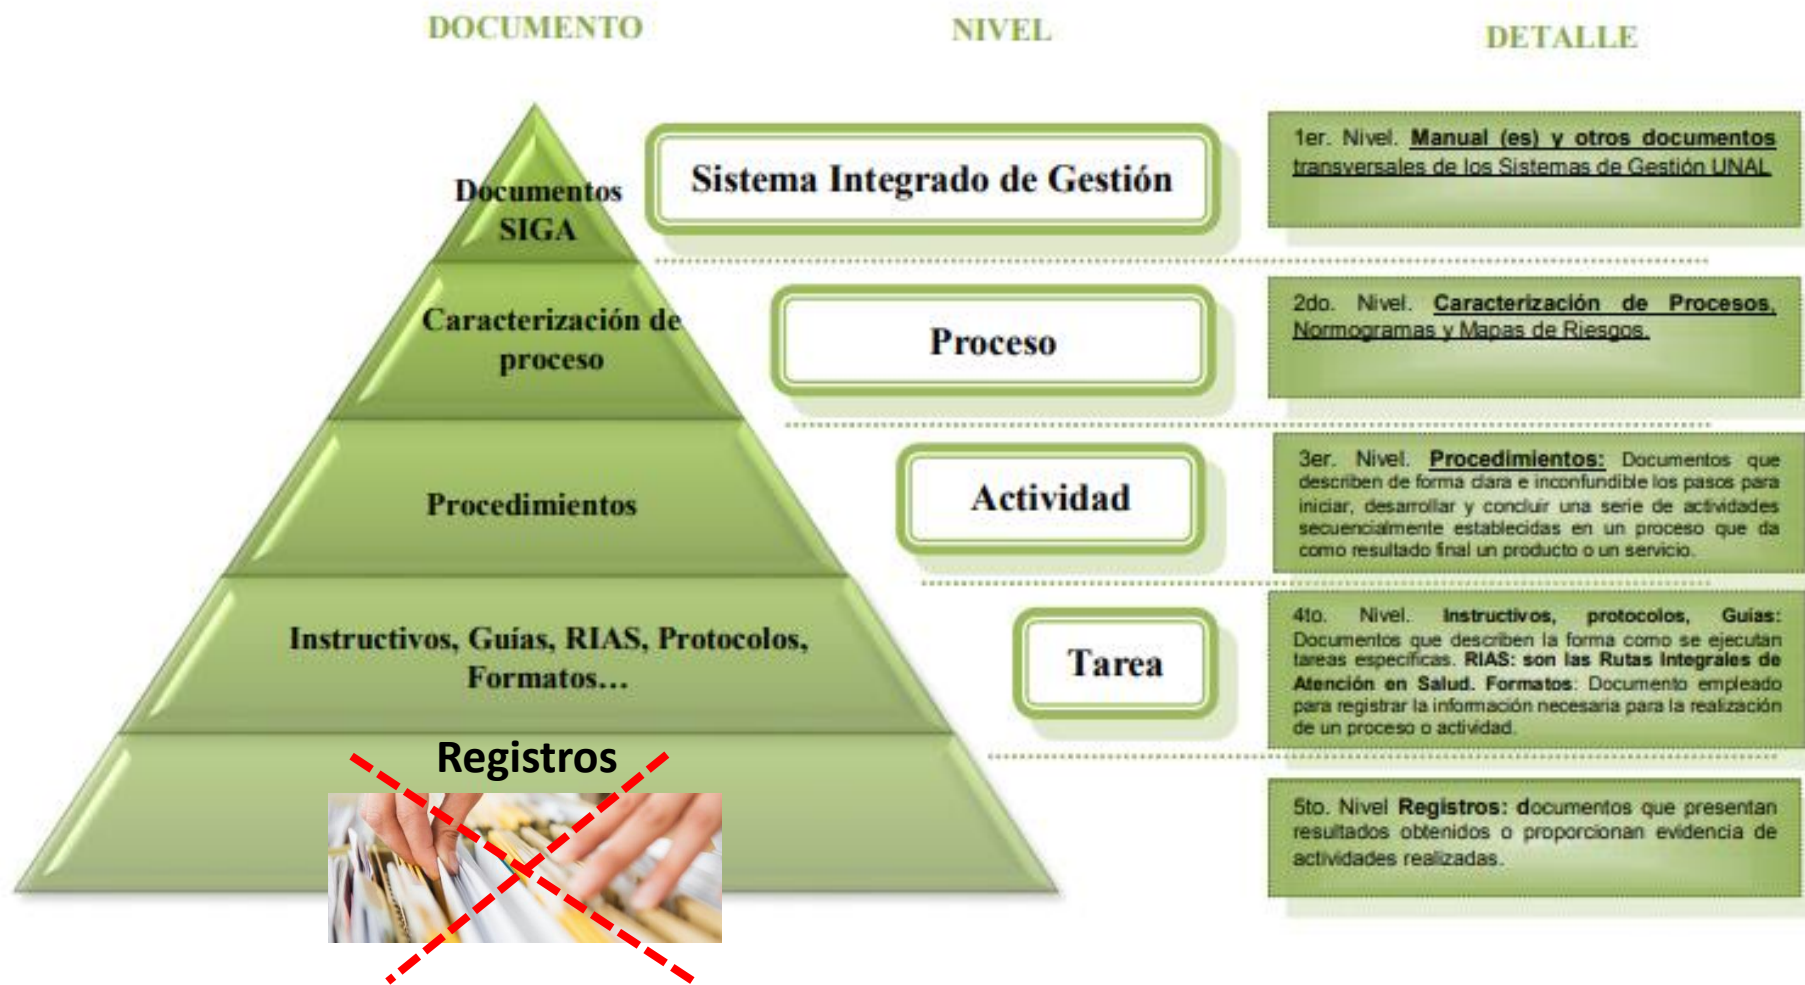 DOCUMENTO
NIVEL
DETALLE
Documentos
SIGA
Sistema Integrado de Gestión
1er. Nivel. Manual (es) y otros documentos
transversales de los Sistemas de Gestión UNAL
Caracterización de
proceso
Proceso
2do. Nivel. Caracterización de Procesos,
Normogramas y Mapas de Riesgos.
Procedimientos
Actividad
3er. Nivel. Procedimientos: Documentos que
describen de forma clara e inconfundible los pasos para
iniciar, desarrollar y concluir una serie de actividades
secuencialmente establecidas en un proceso que da
como resultado final un producto o un servicio.
Instructivos, Guías, RIAS, Protocolos,
Formatos...
Tarea
4to. Nivel. Instructivos, protocolos, Guias:
Documentos que describen la forma como se ejecutan
tareas específicas. RIAS: son las Rutas Integrales de
Atención en Salud. Formatos: Documento empleado
para registrar la información necesaria para la realización
de un proceso o actividad.
Registros
5to. Nivel Registros: documentos que presentan
resultados obtenidos o proporcionan evidencia de
actividades realizadas.